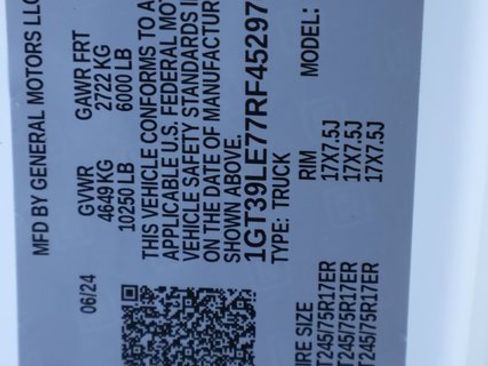 MFD BY GENERAL MOTORS LLC
06/24 GVWR GAWR FRT
4649 KG 2722 KG
10250 LB 6000 LB
THIS VEHICLE CONFORMS TO A
APPLICABLE U.S. FEDERAL MOT
VEHICLE SAFETY STANDARDS I
ON THE DATE OF MANUFACTUR
SHOWN ABOVE.
1GT39LE77RF45297
TYPE: TRUCK MODEL:
IRE SIZE RIM
T245/75R17ER 17X7.5J
T245/75R17ER 17X7.5J
T245/75R17ER 17X7.5J